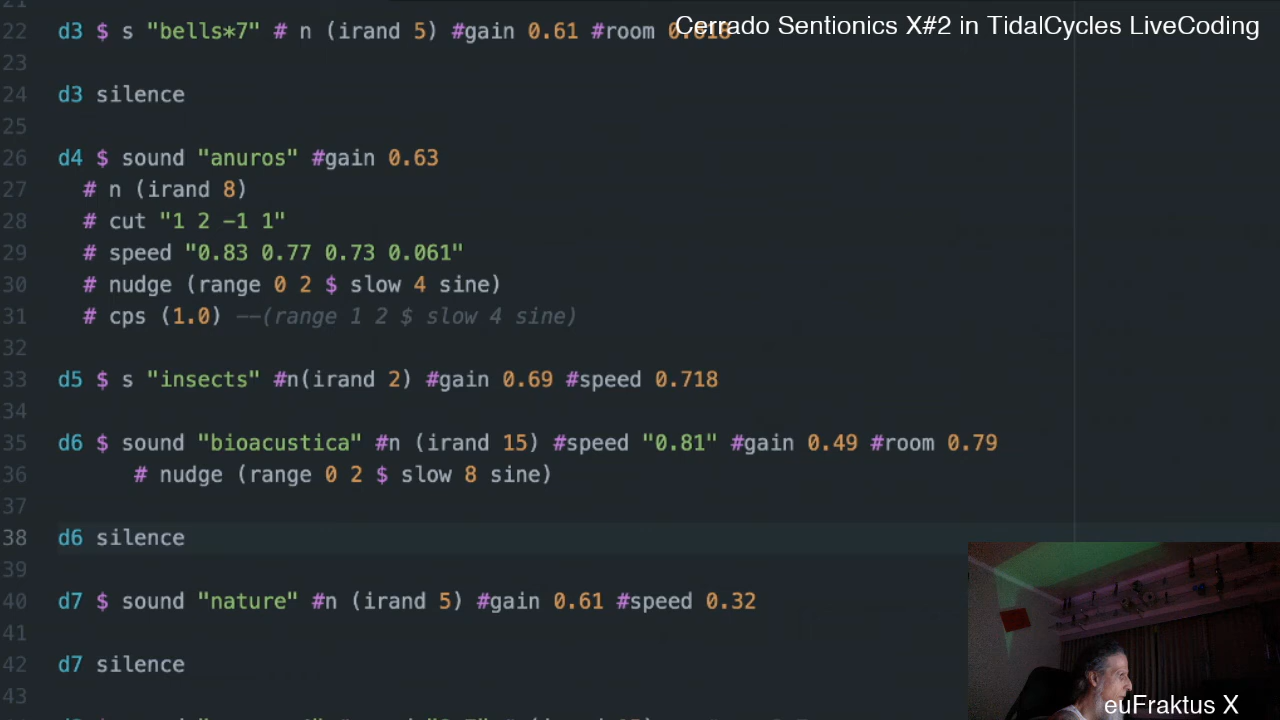 Cerrado Sentionics X#2 in TidalCycles LiveCoding
21
22 d3 $ s "bells*7" # n (irand 5) #gain 0.61 #room
23
24 d3 silence
25
26 d4 $ sound "anuros" #gain 0.63
27 # n (irand 8)
28 # cut "1 2 -1 1"
29 # speed "0.83 0.77 0.73 0.061"
30 # nudge (range 0 2 $ slow 4 sine)
31 # cps (1.0) --(range 1 2 $ slow 4 sine)
32
33 d5 $ s "insects" #n(irand 2) #gain 0.69 #speed 0.718
34
35 d6 $ sound "bioacustica" #n (irand 15) #speed "0.81" #gain 0.49 #room 0.79
36 # nudge (range 0 2 $ slow 8 sine)
37
38 d6 silence
39
40 d7 $ sound "nature" #n (irand 5) #gain 0.61 #speed 0.32
41
42 d7 silence
43
euFraktus X